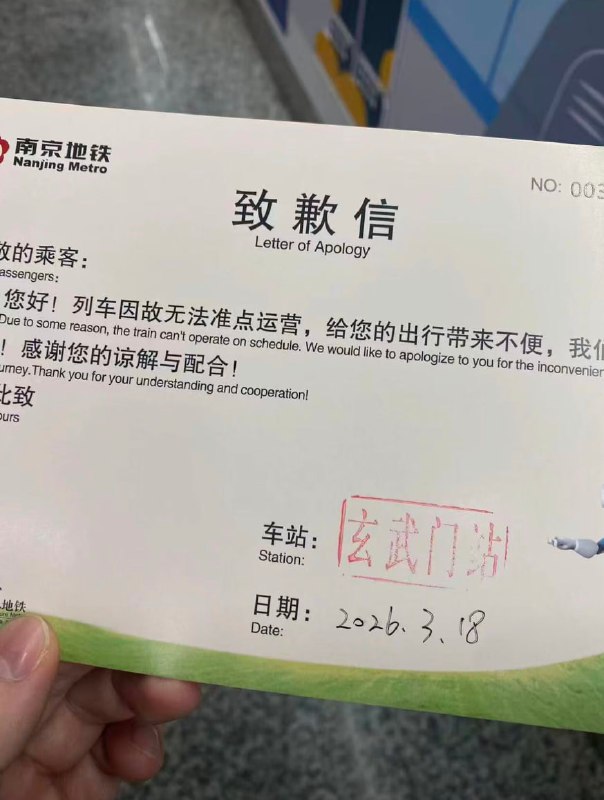 南京地铁
Nanjing Metro
NO: 003
致歉信
Letter of Apology
敬的乘客：
assengers:
您好！列车因故无法准点运营，给您的出行带来不便，我们
Due to some reason, the train can't operate on schedule. We would like to apologize to you for the inconvenien
！感谢您的谅解与配合！
urney.Thank you for your understanding and cooperation!
此致
ours
车站：
玄武门站
Station:
日期：
2026.3.18
Date:
地铁